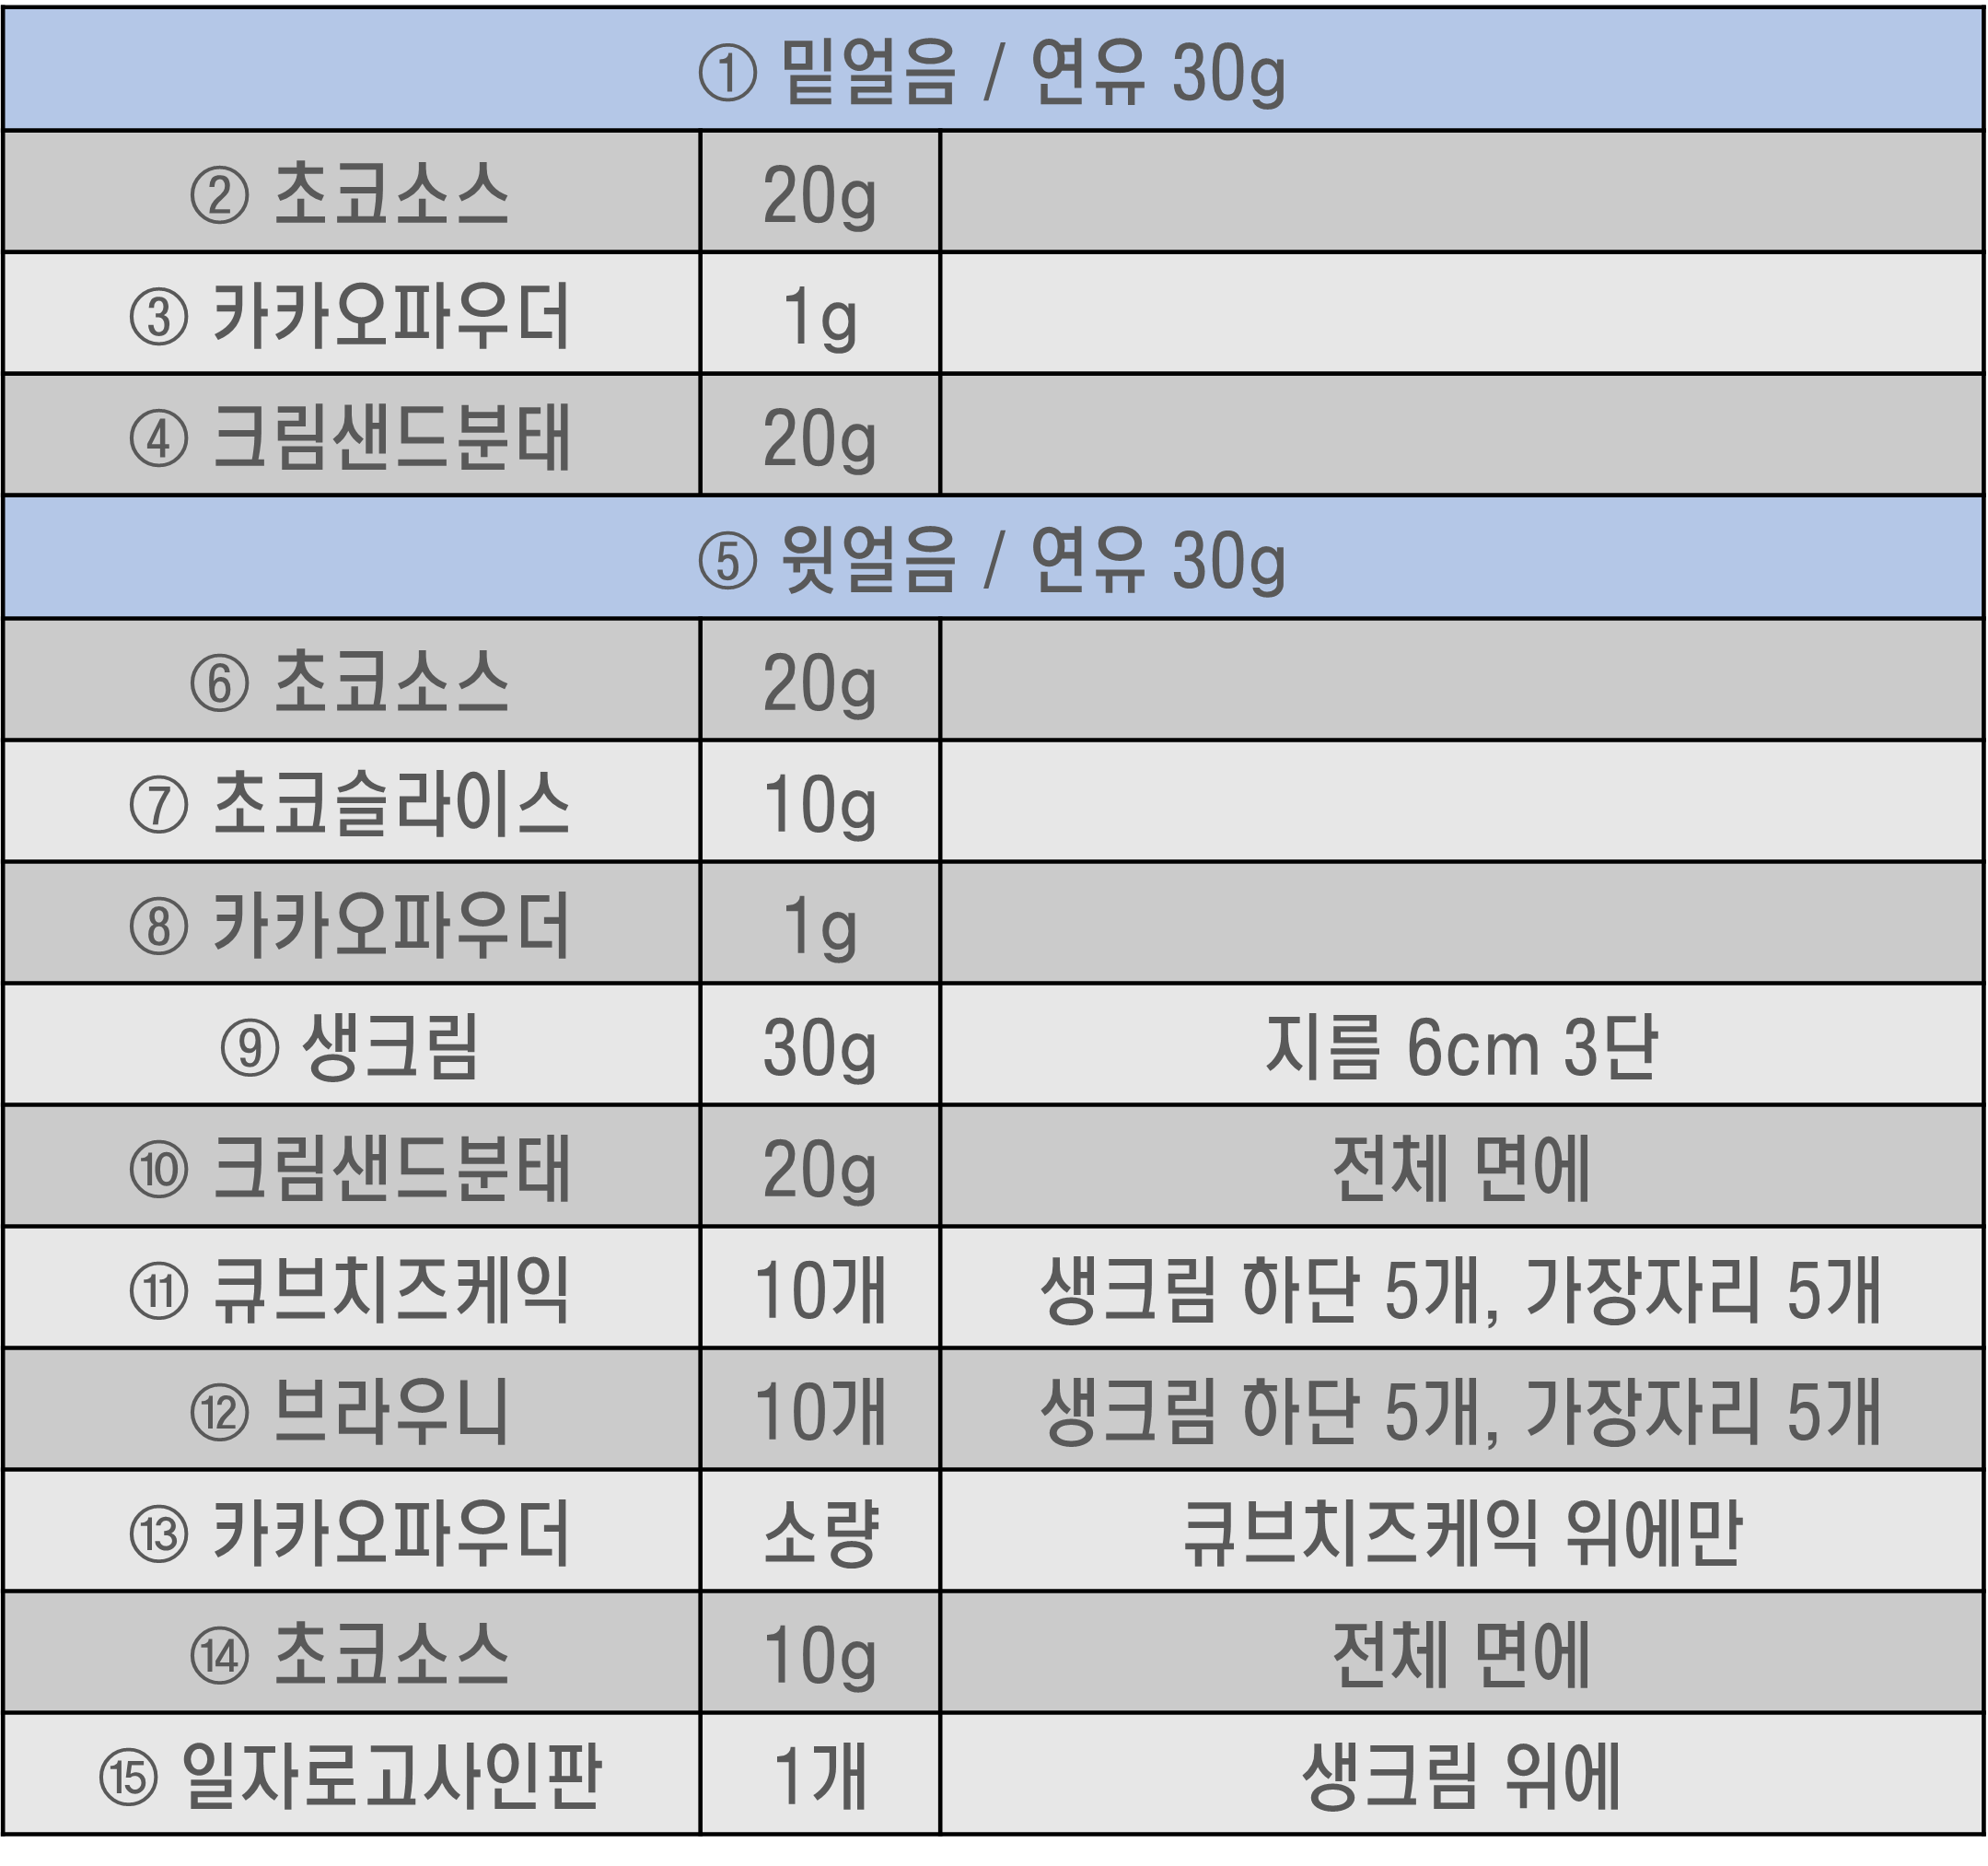 ① 밑얼음 / 연유 30g
② 초코소스 20g
③ 카카오파우더 1g
④ 크림샌드분태 20g
⑤ 윗얼음 / 연유 30g
⑥ 초코소스 20g
⑦ 초코슬라이스 10g
⑧ 카카오파우더 1g
⑨ 생크림 30g 지름 6cm 3단
⑩ 크림샌드분태 20g 전체 면에
⑪ 큐브치즈케익 10개 생크림 하단 5개, 가장자리 5개
⑫ 브라우니 10개 생크림 하단 5개, 가장자리 5개
⑬ 카카오파우더 소량 큐브치즈케익 위에만
⑭ 초코소스 10g 전체 면에
⑮ 일자로고사인판 1개 생크림 위에